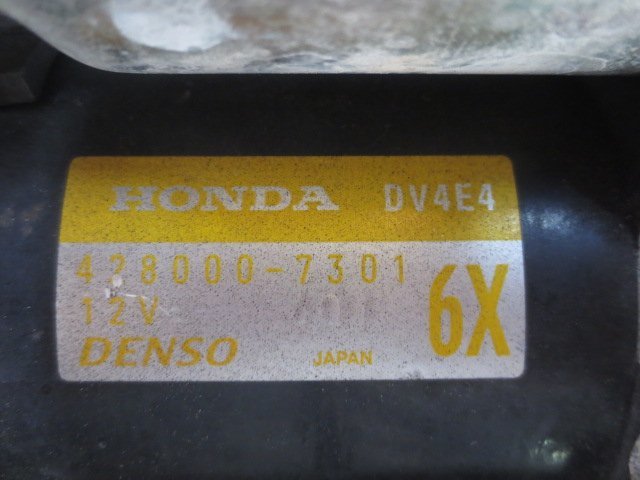 HONDA DV4E4
428000-7301
12V 6X
DENSO JAPAN